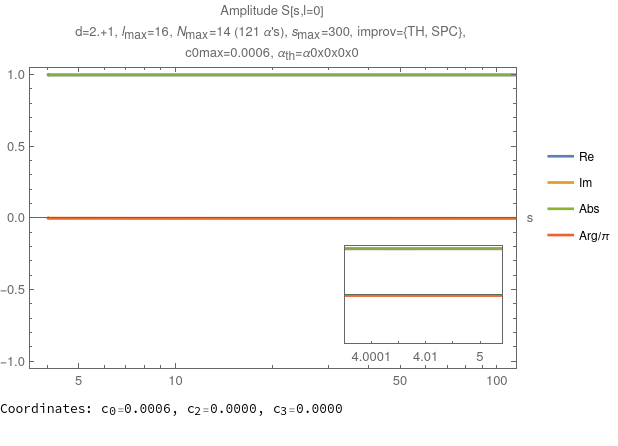 Amplitude S[s,l=0]
d=2.+1, lmax=16, Nmax=14 (121 α's), smax=300, improv={TH, SPC},
c0max=0.0006, αth=α0x0x0x0
1.0
0.5
0.0
−0.5
−1.0
s
Re
Im
Abs
Arg/π
4.0001 4.01 5
5 10 50 100
Coordinates: c0=0.0006, c2=0.0000, c3=0.0000